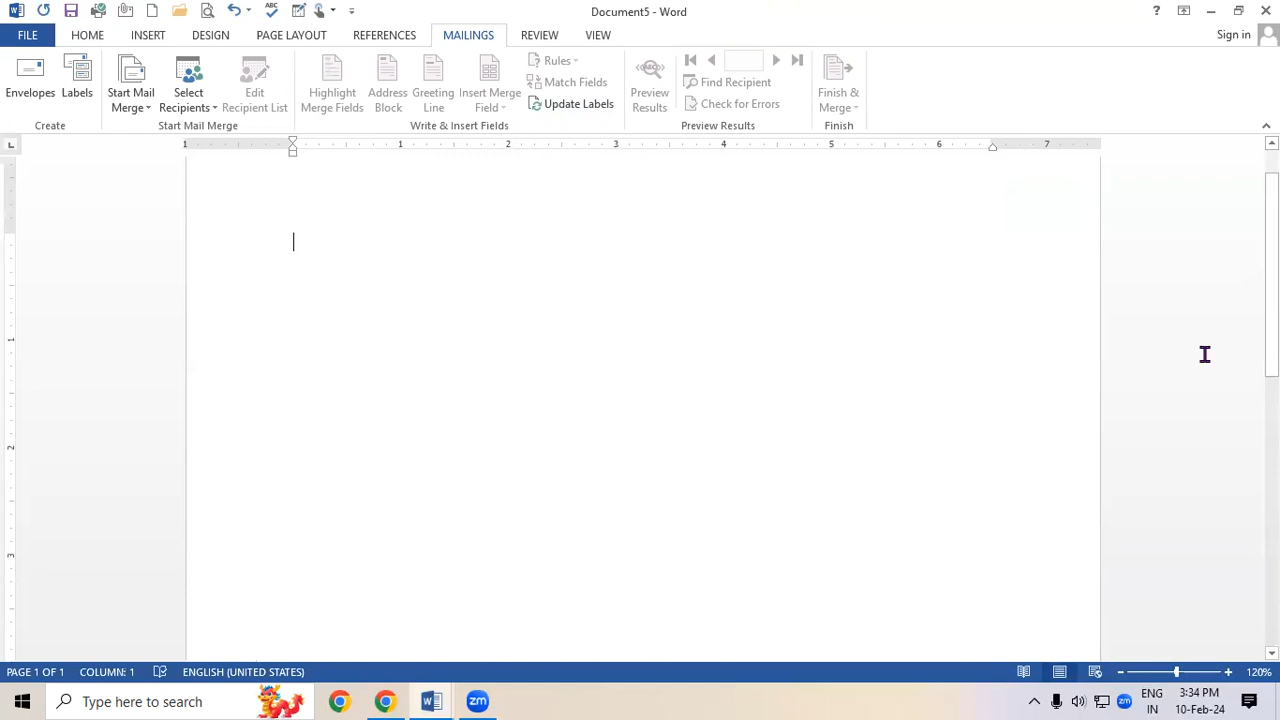 Document5 - Word
?
FILE HOME INSERT DESIGN PAGE LAYOUT REFERENCES MAILINGS REVIEW VIEW Sign in
Envelopes Labels
Start Mail Merge Select Recipients Edit Recipient List
Highlight Merge Fields Address Block Greeting Line Insert Merge Field
Rules
Match Fields
Update Labels
Preview Results
Find Recipient
Check for Errors
Finish & Merge
Create Start Mail Merge Write & Insert Fields Preview Results Finish
1 1 2 3 4 5 6 7
1
2
3
PAGE 1 OF 1 COLUMN: 1 ENGLISH (UNITED STATES) 120%
Type here to search
ENG
IN
3:34 PM
10-Feb-24